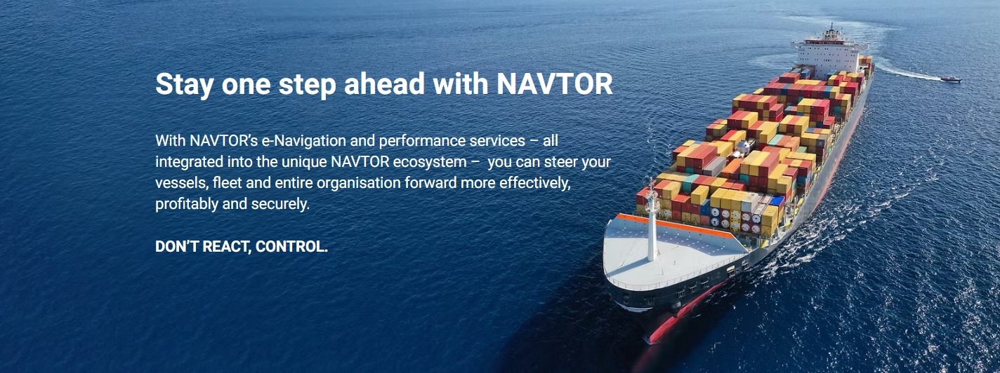 Stay one step ahead with NAVTOR
With NAVTOR’s e-Navigation and performance services – all
integrated into the unique NAVTOR ecosystem –  you can steer your
vessels, fleet and entire organisation forward more effectively,
profitably and securely.
DON’T REACT, CONTROL.